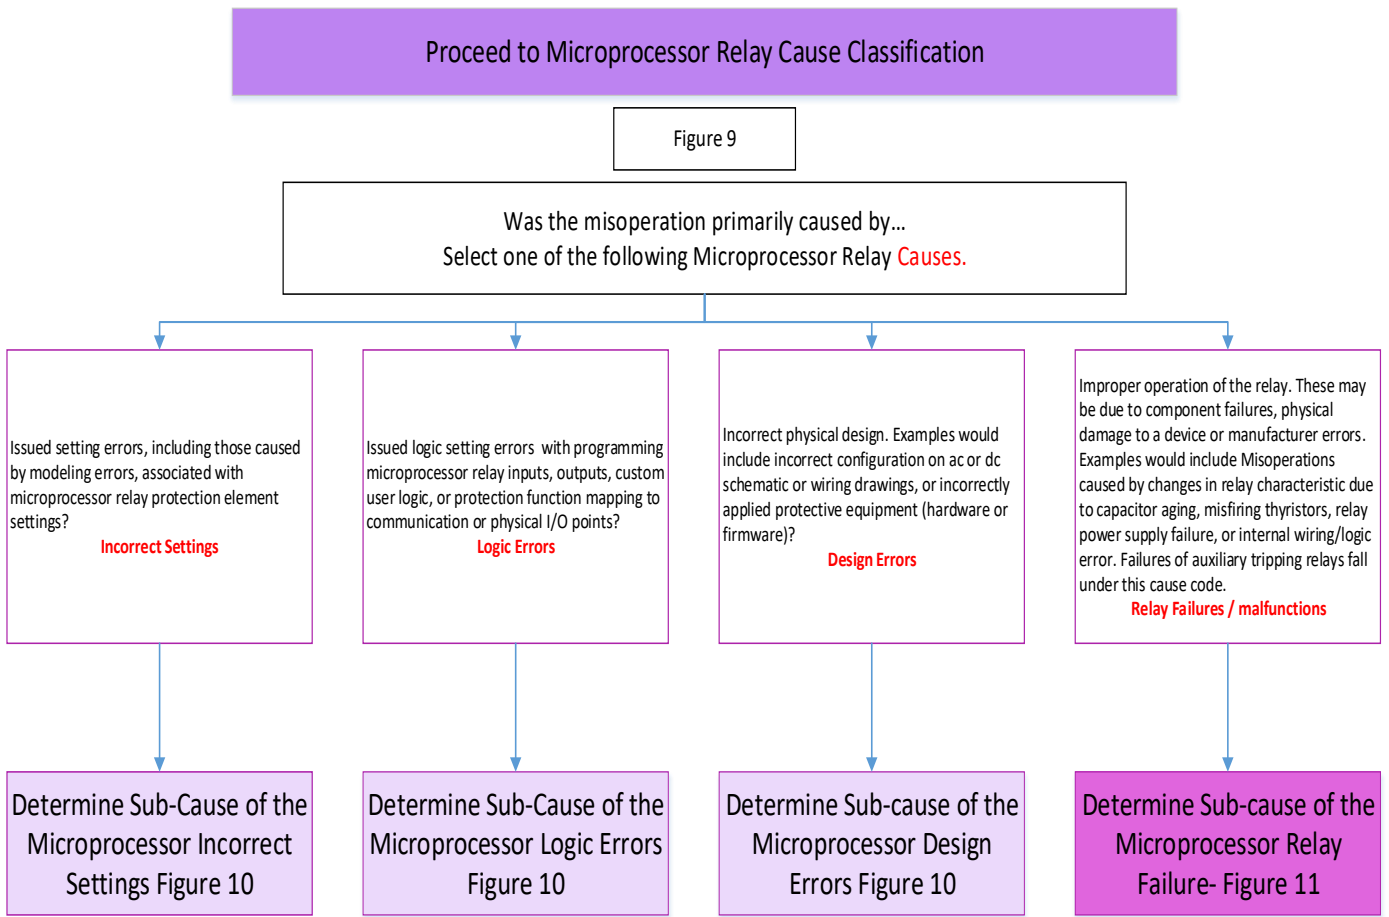 Proceed to Microprocessor Relay Cause Classification
Figure 9
Was the misoperation primarily caused by...
Select one of the following Microprocessor Relay Causes.
Issued setting errors, including those caused
by modeling errors, associated with
microprocessor relay protection element
settings?
Incorrect Settings
Issued logic setting errors with programming
microprocessor relay inputs, outputs, custom
user logic, or protection function mapping to
communication or physical I/O points?
Logic Errors
Incorrect physical design. Examples would
include incorrect configuration on ac or dc
schematic or wiring drawings, or incorrectly
applied protective equipment (hardware or
firmware)?
Design Errors
Improper operation of the relay. These may
be due to component failures, physical
damage to a device or manufacturer errors.
Examples would include Misoperations
caused by changes in relay characteristic due
to capacitor aging, misfiring thyristors, relay
power supply failure, or internal wiring/logic
error. Failures of auxiliary tripping relays fall
under this cause code.
Relay Failures / malfunctions
Determine Sub-Cause of the
Microprocessor Incorrect
Settings Figure 10
Determine Sub-Cause of the
Microprocessor Logic Errors
Figure 10
Determine Sub-cause of the
Microprocessor Design
Errors Figure 10
Determine Sub-cause of the
Microprocessor Relay
Failure- Figure 11